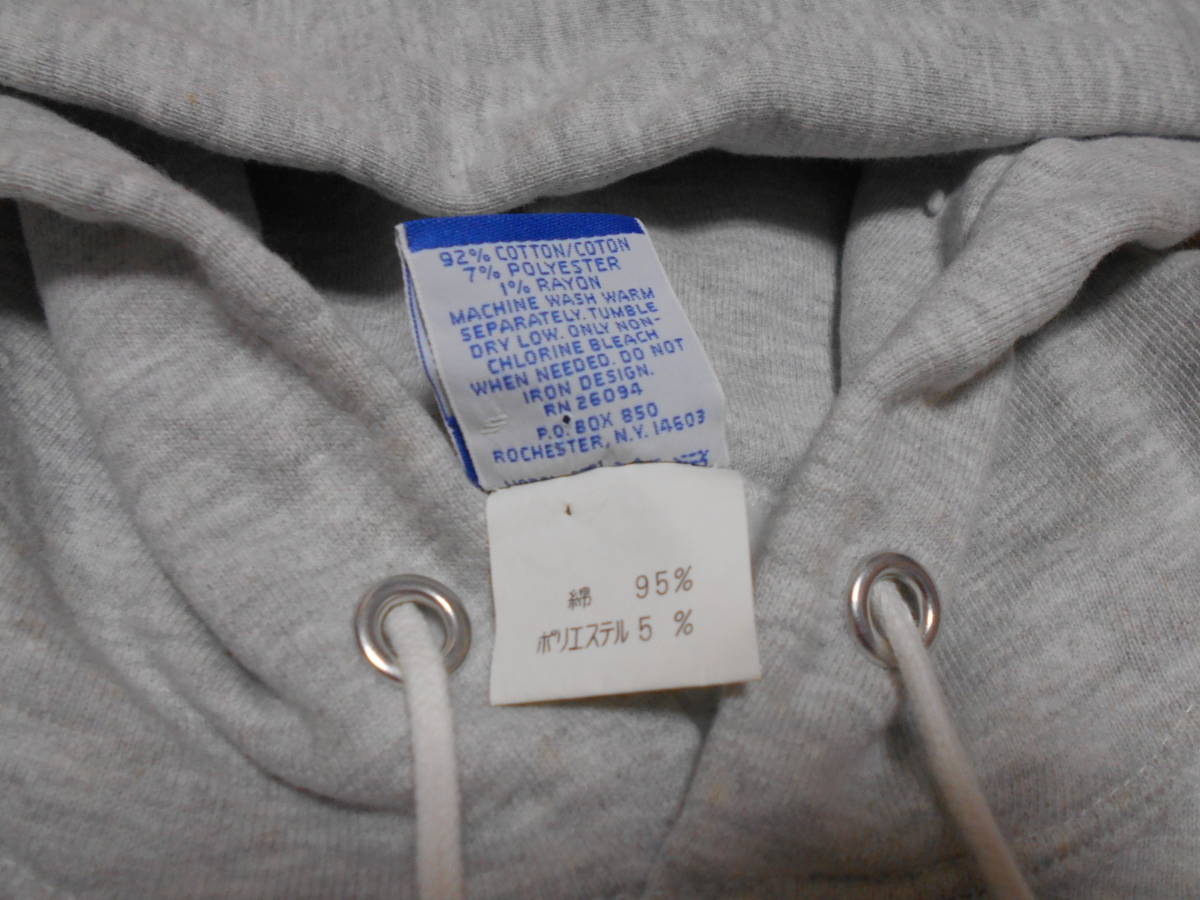 92% COTTON/COTON
7% POLYESTER
1% RAYON
MACHINE WASH WARM
SEPARATELY. TUMBLE
DRY LOW. ONLY NON-
CHLORINE BLEACH
WHEN NEEDED. DO NOT
IRON DESIGN.
RN 26094
P.O. BOX 850
ROCHESTER, N.Y. 14603
綿 95%
ポリエステル 5 %